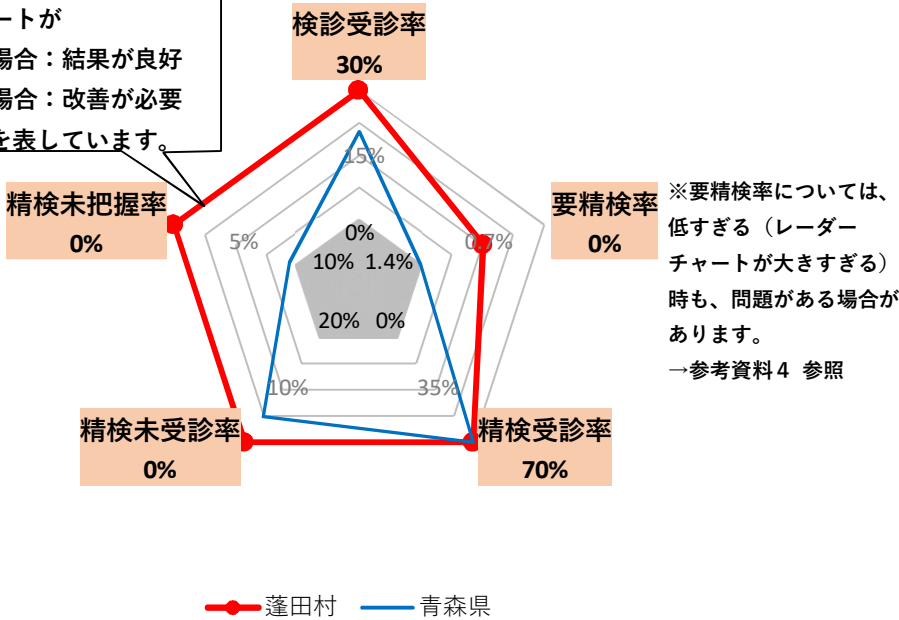 ートが
場合：結果が良好
場合：改善が必要
を表しています。
検診受診率
30%
15%
精検未把握率
0%
5%
0%
10% 1.4%
20% 0%
0.7%
要精検率
0%
※要精検率については、
低すぎる（レーダー
チャートが大きすぎる）
時も、問題がある場合が
あります。
→参考資料４ 参照
10%
35%
精検未受診率
0%
精検受診率
70%
蓬田村
青森県